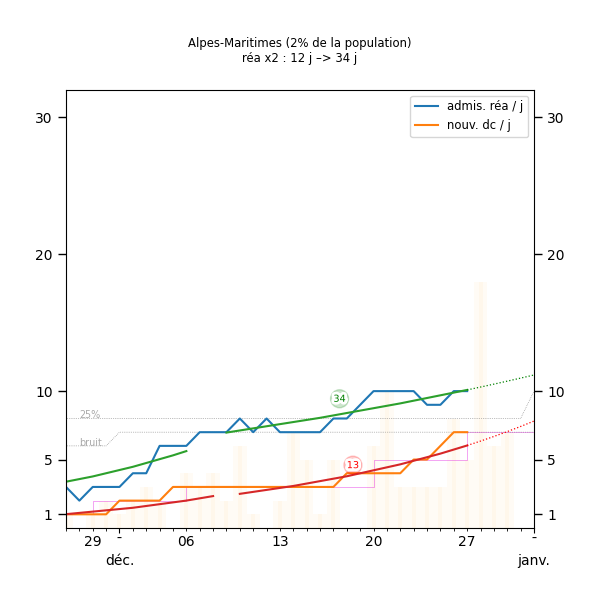 Alpes-Maritimes (2% de la population)
réa x2 : 12 j –> 34 j
admis. réa / j
nouv. dc / j
30
30
20
20
10
10
5
5
1
1
34
13
25%
bruit
29 - 06 13 20 27 -
déc. janv.